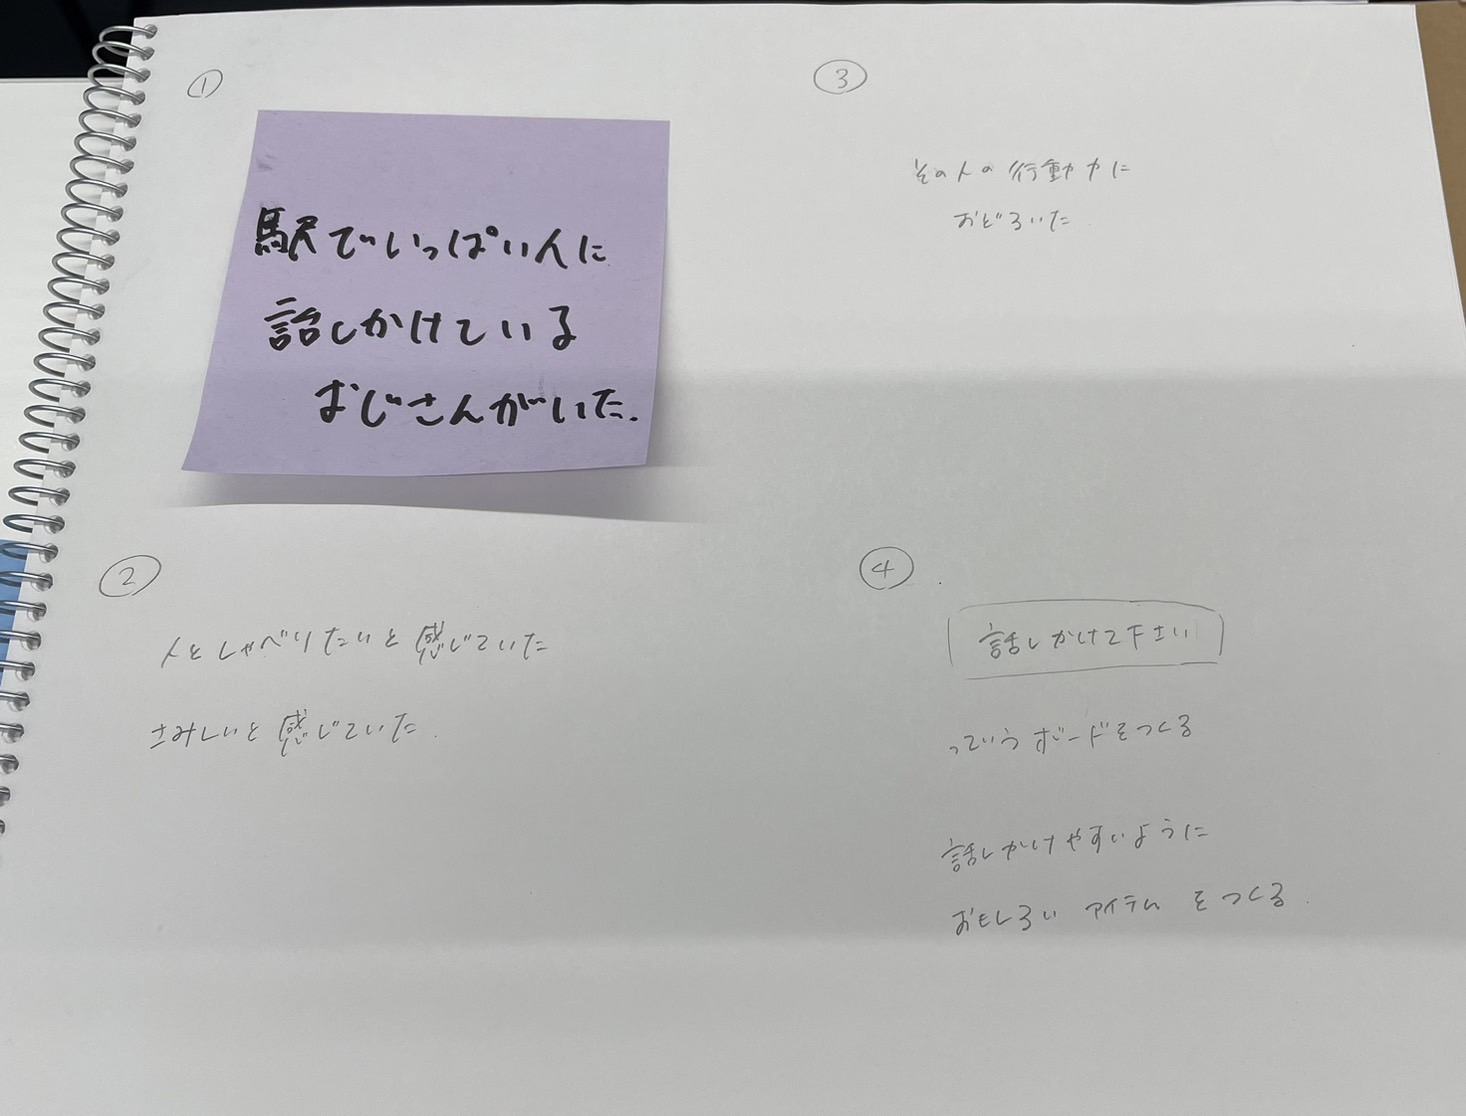 ①
駅でいっぱい人に
話しかけている
おじさんがいた.
②
人としゃべりたいと感じていた
さみしいと感じていた.
③
その人の行動力に
おどろいた
④
話しかけて下さい
っていうボードをつくる
話しかけやすいように
おもしろいアイテムをつくる.